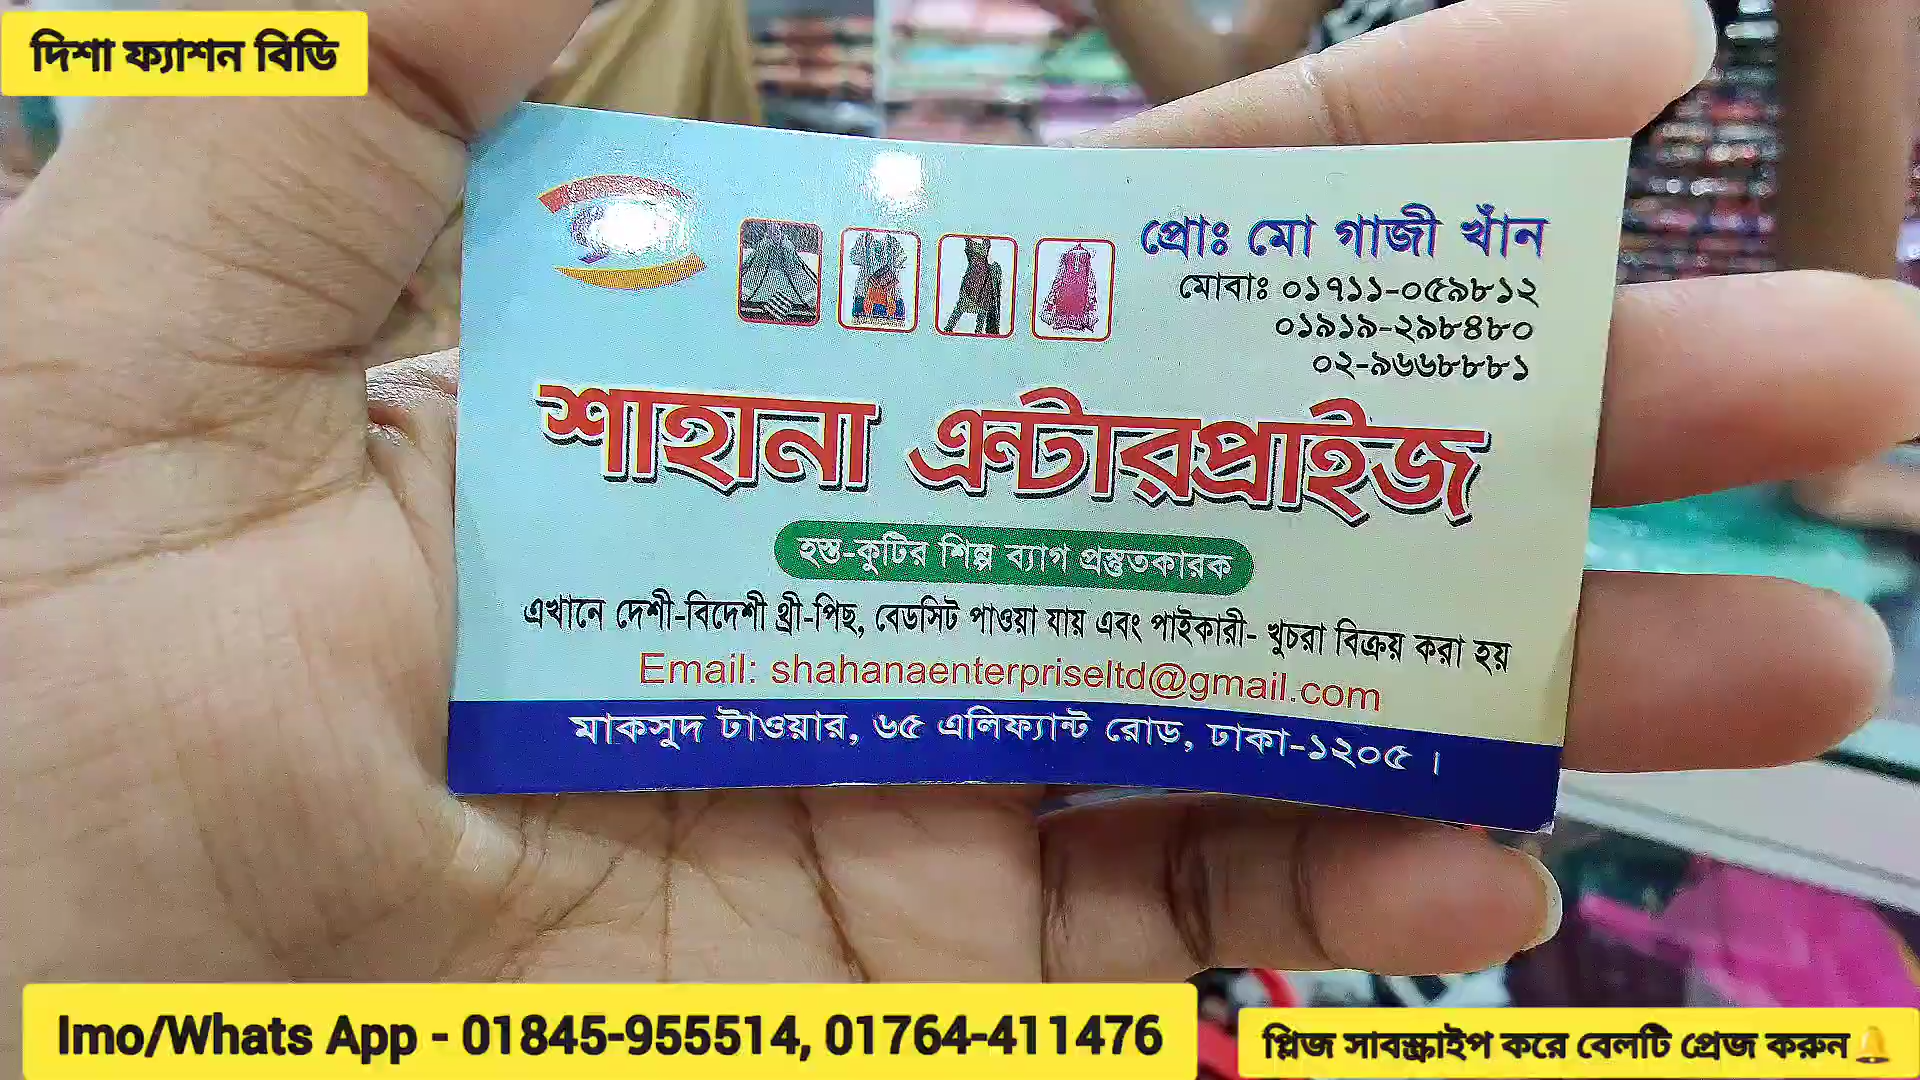 দিশা ফ্যাশন বিডি
প্রোঃ মো গাজী খাঁন
মোবাঃ ০১৭১১-০৫৯৮১২
০১৯১৯-২৯৮৪৮০
০২-৯৬৬৮৮৮১
শাহানা এন্টারপ্রাইজ
হস্ত-কুটির শিল্প ব্যাগ প্রস্তুতকারক
এখানে দেশী-বিদেশী থ্রী-পিছ, বেডসিট পাওয়া যায় এবং পাইকারী- খুচরা বিক্রয় করা হয়
Email: shahanaenterpriseltd@gmail.com
মাকসুদ টাওয়ার, ৬৫ এলিফ্যান্ট রোড, ঢাকা-১২০৫ ।
Imo/Whats App - 01845-955514, 01764-411476
প্লিজ সাবস্ক্রাইপ করে বেলটি প্রেজ করুন🔔